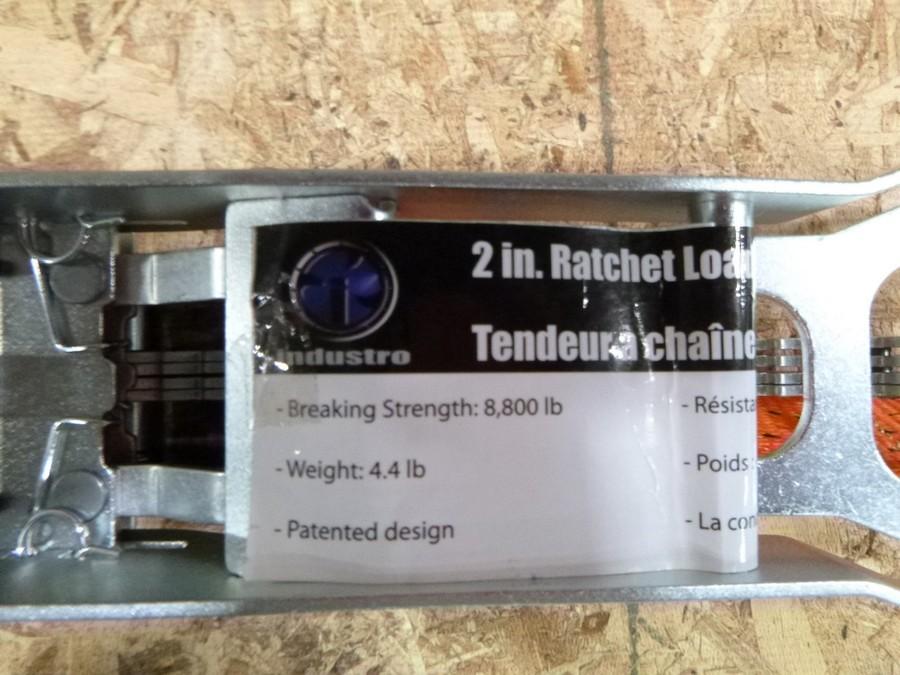 industro
2 in. Ratchet Loa
Tendeur à chaîne
- Breaking Strength: 8,800 lb
- Weight: 4.4 lb
- Patented design
- Résista
- Poids :
- La con